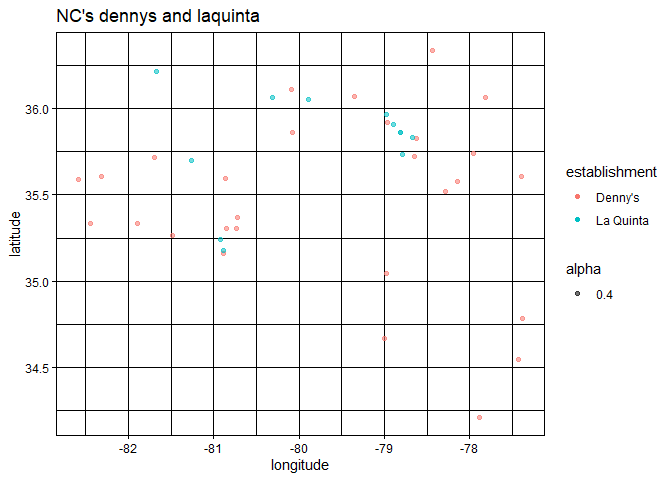 NC's dennys and laquinta
36.0
35.5
35.0
34.5
latitude
-82
-81
-80
-79
-78
longitude
establishment
Denny's
La Quinta
alpha
0.4